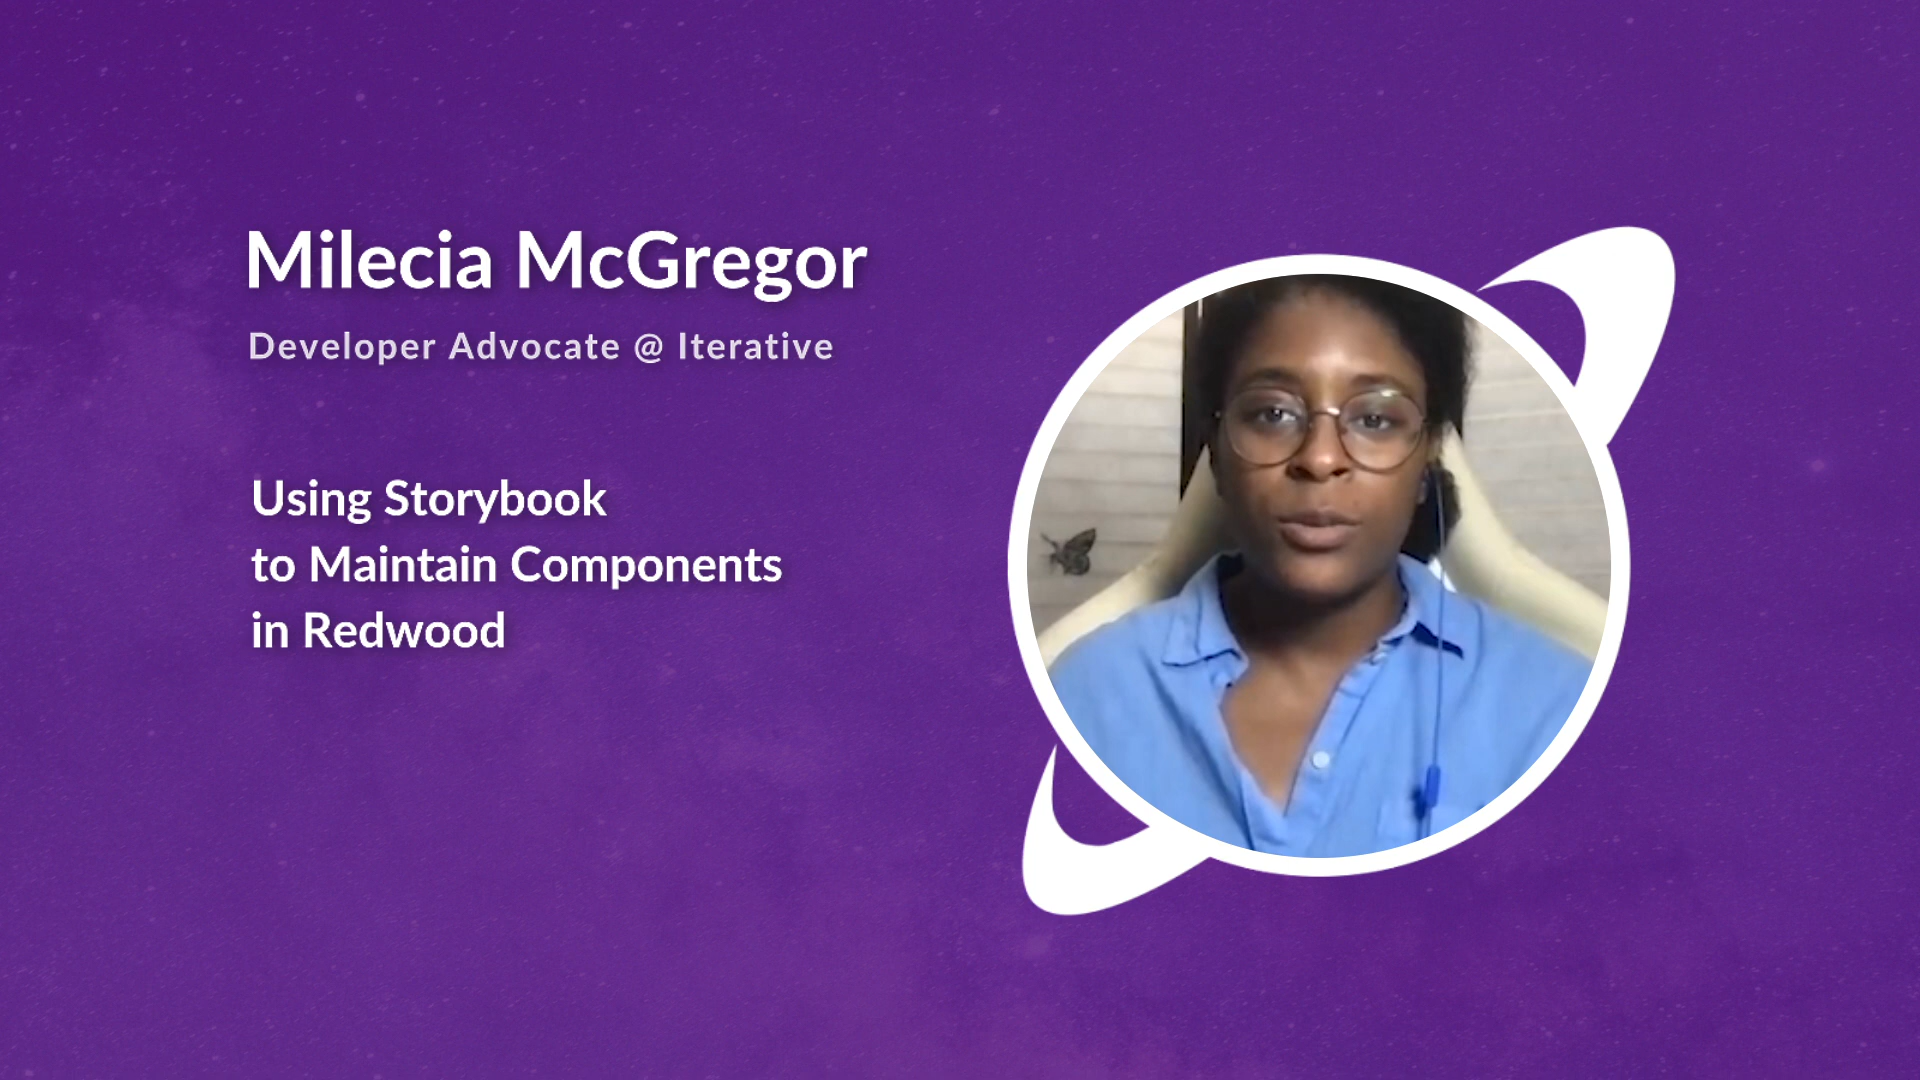 Milecia McGregor
Developer Advocate @ Iterative
Using Storybook
to Maintain Components
in Redwood